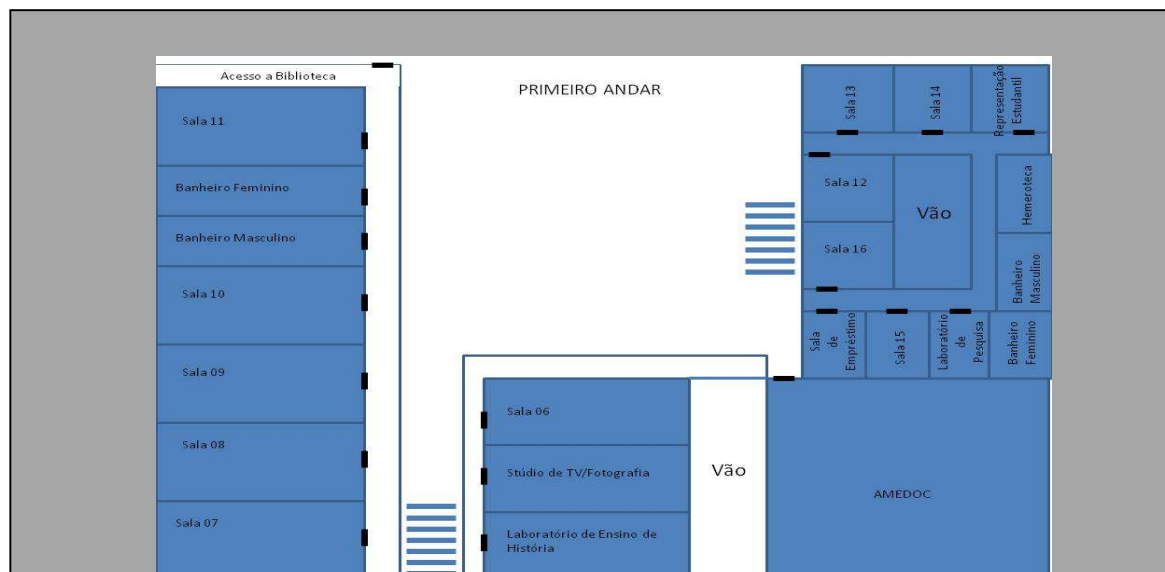 Acesso a Biblioteca
PRIMEIRO ANDAR
Sala 11
Banheiro Feminino
Banheiro Masculino
Sala 10
Sala 09
Sala 08
Sala 07
Sala 06
Stúdio de TV/Fotografia
Laboratório de Ensino de
História
Vão
Sala 13
Sala 14
Representação
Estudantil
Sala 12
Sala 16
Vão
Hemeroteca
Banheiro
Masculino
Sala
de
Empréstimo
Sala 15
Laboratório
de
Pesquisa
Banheiro
Feminino
AMEDOC